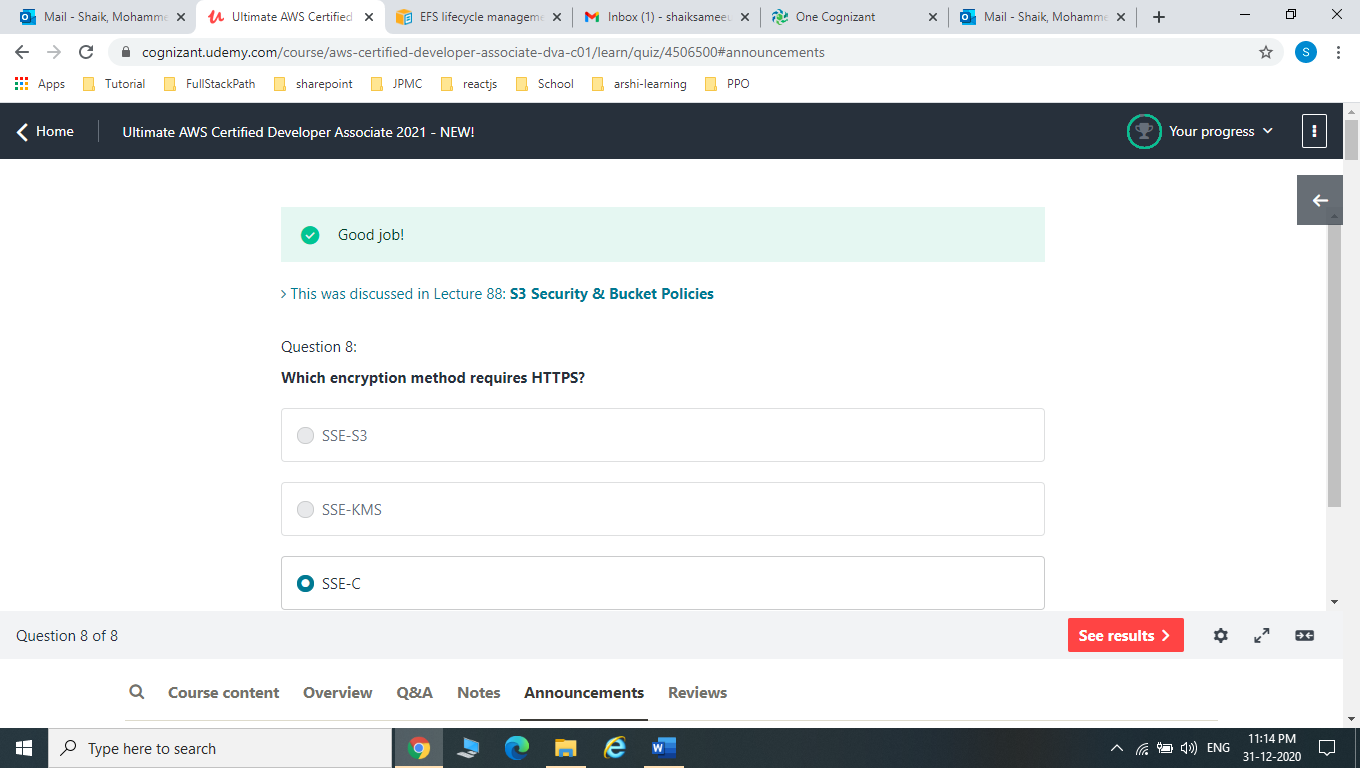 Mail - Shaik, Mohamme
Ultimate AWS Certified
EFS lifecycle manageme
Inbox (1) - shaiksameeu
One Cognizant
Mail - Shaik, Mohamme
cognizant.udemy.com/course/aws-certified-developer-associate-dva-c01/learn/quiz/4506500#announcements
S
Apps Tutorial FullStackPath sharepoint JPMC reactjs School arshi-learning PPO
Home
Ultimate AWS Certified Developer Associate 2021 - NEW!
Your progress
Good job!
> This was discussed in Lecture 88: S3 Security & Bucket Policies
Question 8:
Which encryption method requires HTTPS?
SSE-S3
SSE-KMS
SSE-C
Question 8 of 8
See results >
Course content Overview Q&A Notes Announcements Reviews
Type here to search
ENG
11:14 PM
31-12-2020